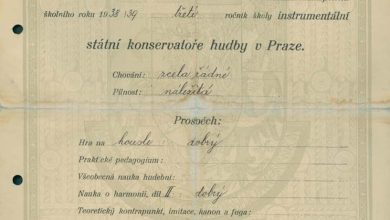 školního roku 1938/39 třetí ročník školy instrumentální
státní konservatoře hudby v Praze.
Chování: zcela řádné
Pilnost: náležitá
Prospěch:
Hra na housle dobrý
Praktické pedagogium:
Všeobecná nauka hudební:
Nauka o harmonii, díl II. dobrý
Teoretický kontrapunkt, imitace, kanon a fuga: